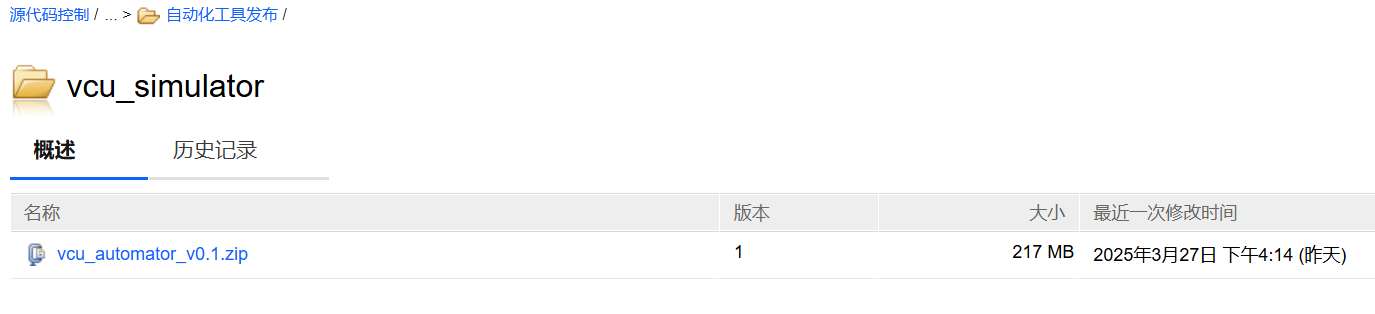 源代码控制 / ... > 自动化工具发布 /
vcu_simulator
概述 历史记录
名称 版本 大小 最近一次修改时间
vcu_automator_v0.1.zip 1 217 MB 2025年3月27日 下午4:14 (昨天)